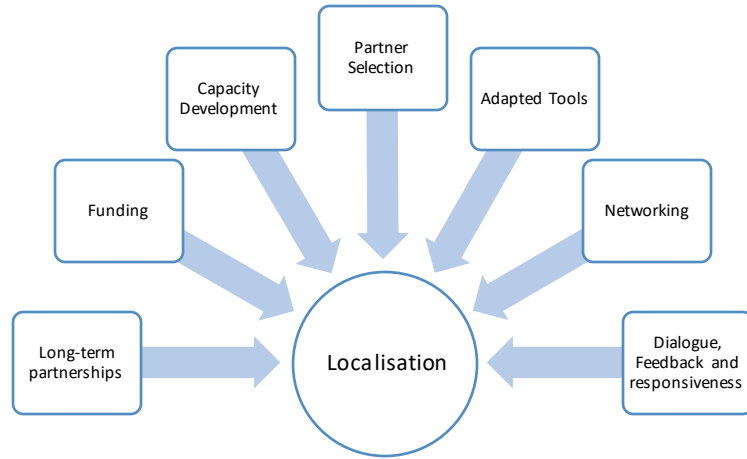 Partner
Selection
Capacity
Development
Adapted Tools
Funding
Networking
Long-term
partnerships
Localisation
Dialogue,
Feedback and
responsiveness